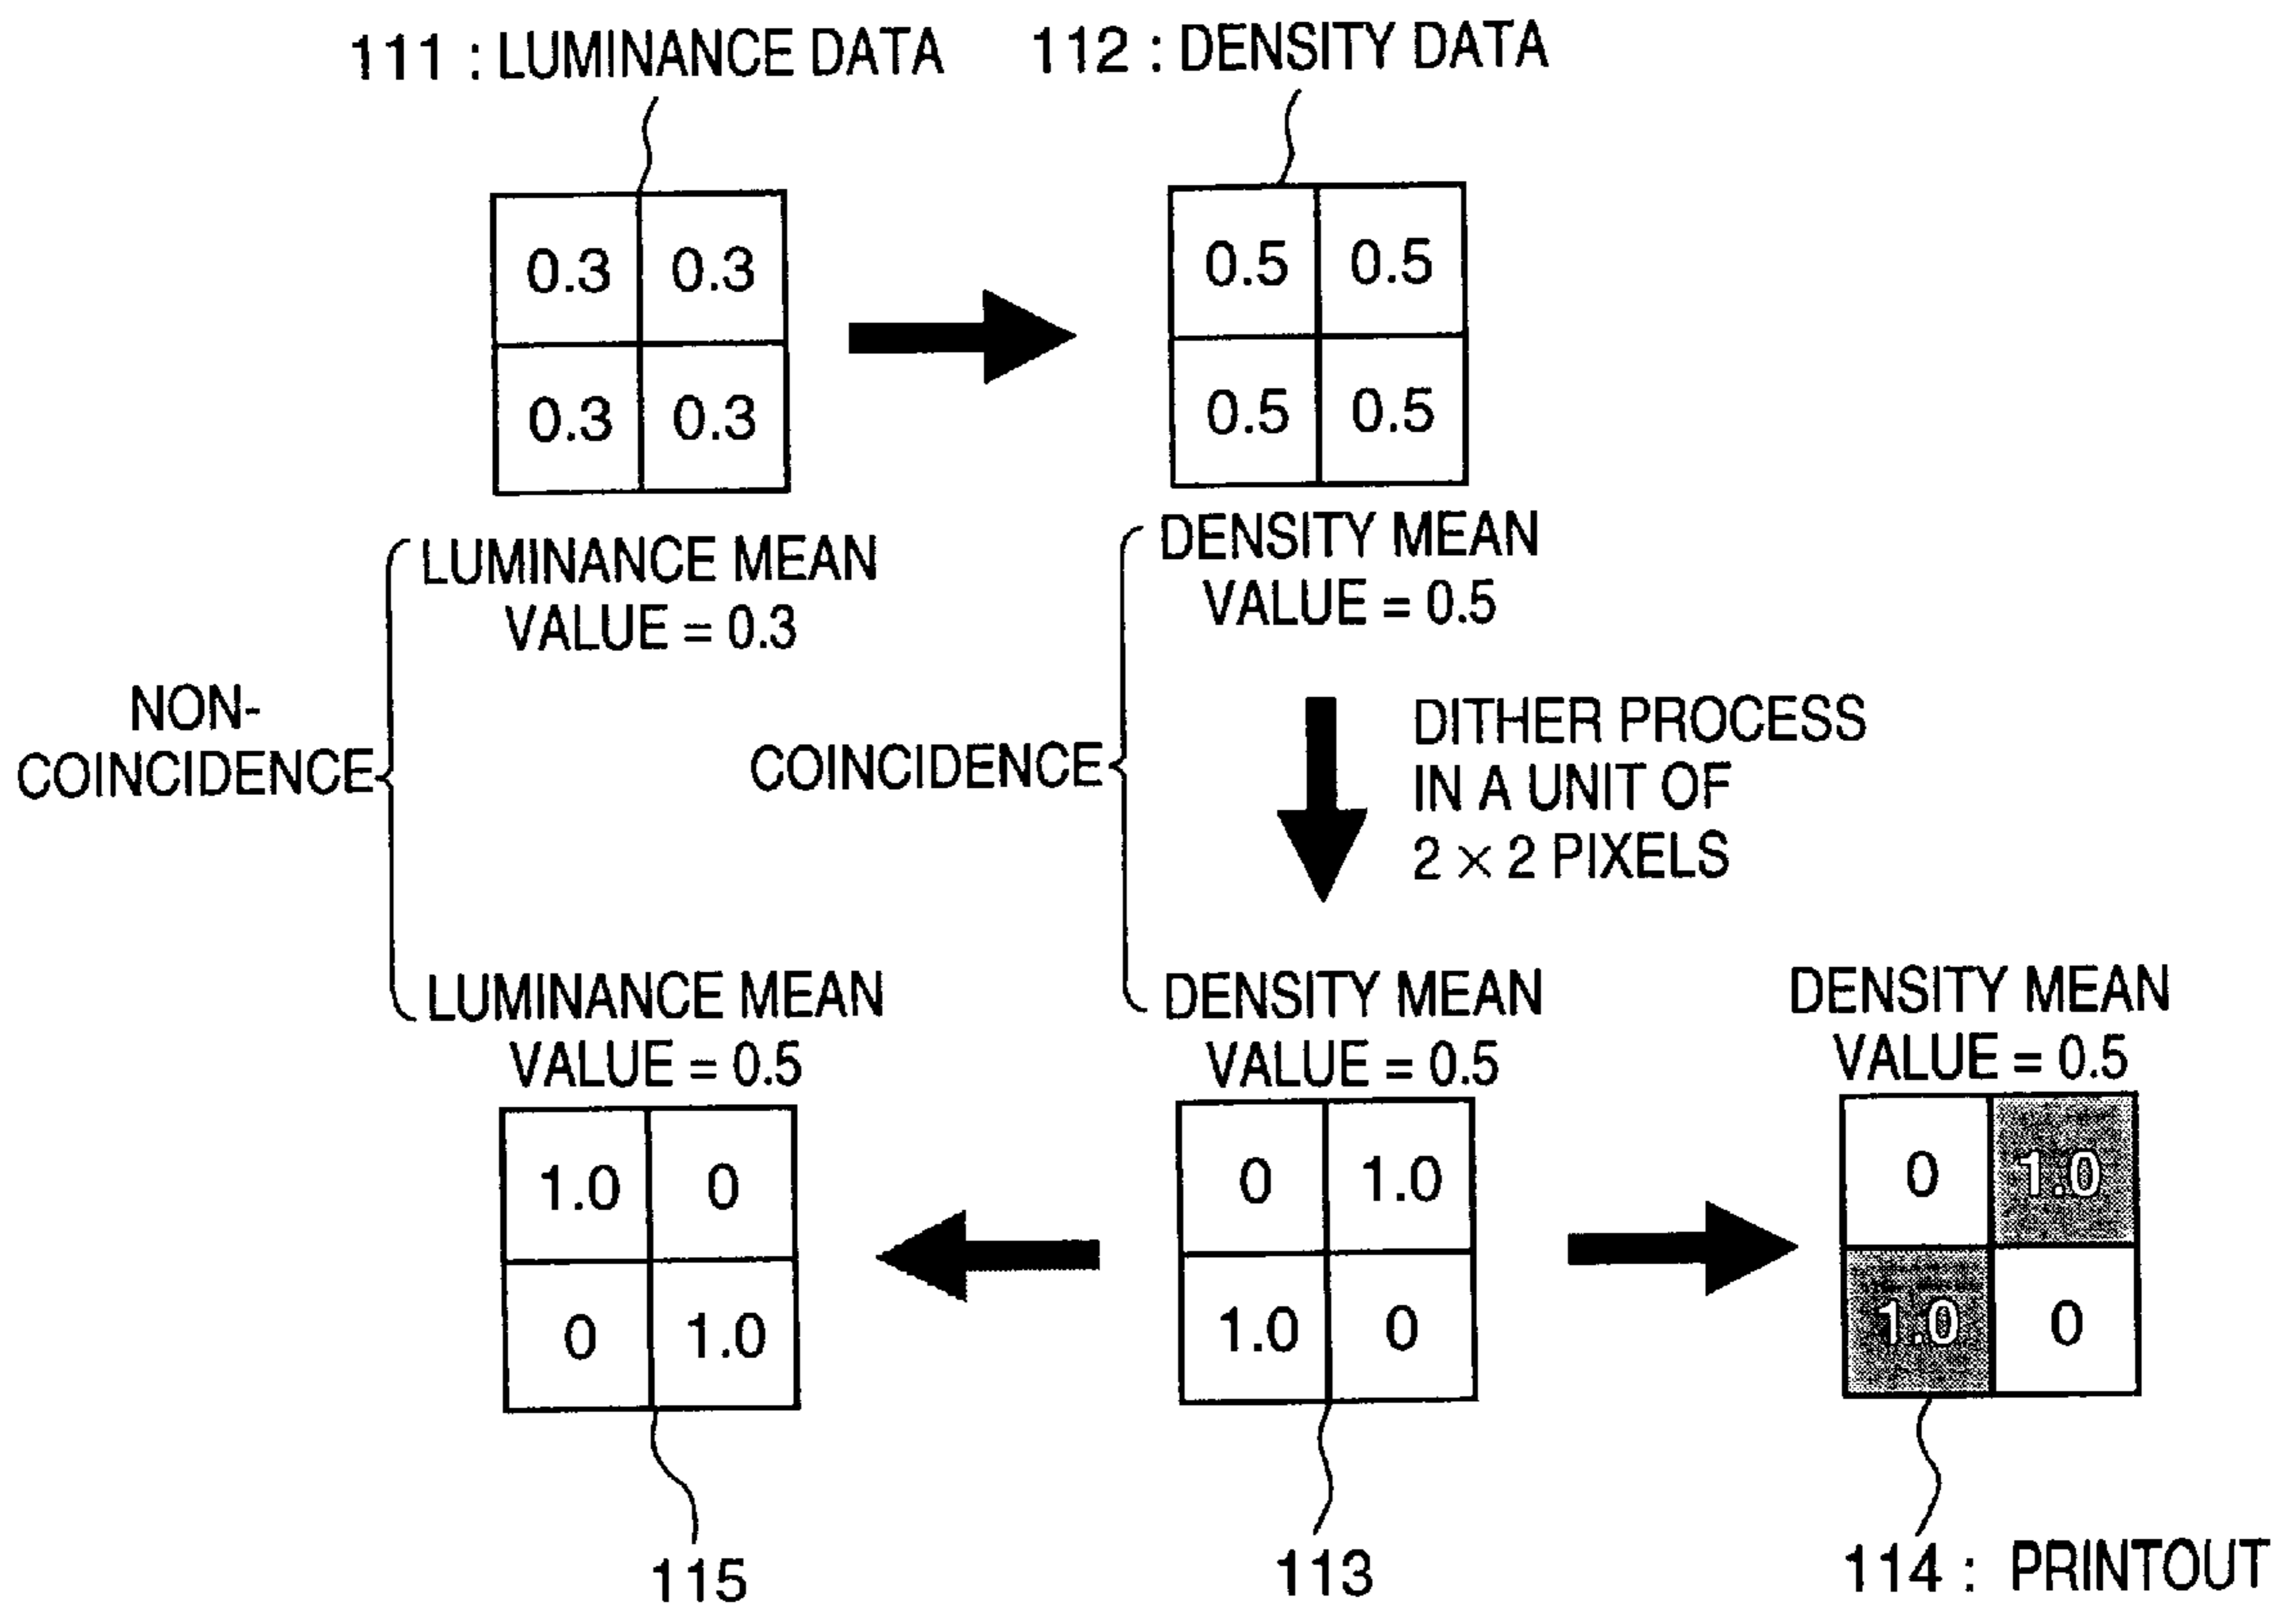 111 : LUMINANCE DATA
112 : DENSITY DATA
0.3 0.3
0.3 0.3
0.5 0.5
0.5 0.5
LUMINANCE MEAN
VALUE = 0.3
DENSITY MEAN
VALUE = 0.5
NON-
COINCIDENCE
COINCIDENCE
DITHER PROCESS
IN A UNIT OF
2 × 2 PIXELS
LUMINANCE MEAN
VALUE = 0.5
DENSITY MEAN
VALUE = 0.5
DENSITY MEAN
VALUE = 0.5
1.0 0
0 1.0
0 1.0
1.0 0
0 1.0
1.0 0
115
113
114 : PRINTOUT